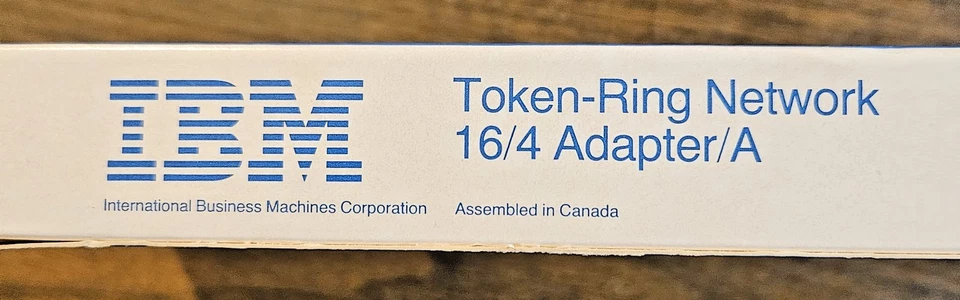 IBM
Token-Ring Network
16/4 Adapter/A
International Business Machines Corporation
Assembled in Canada